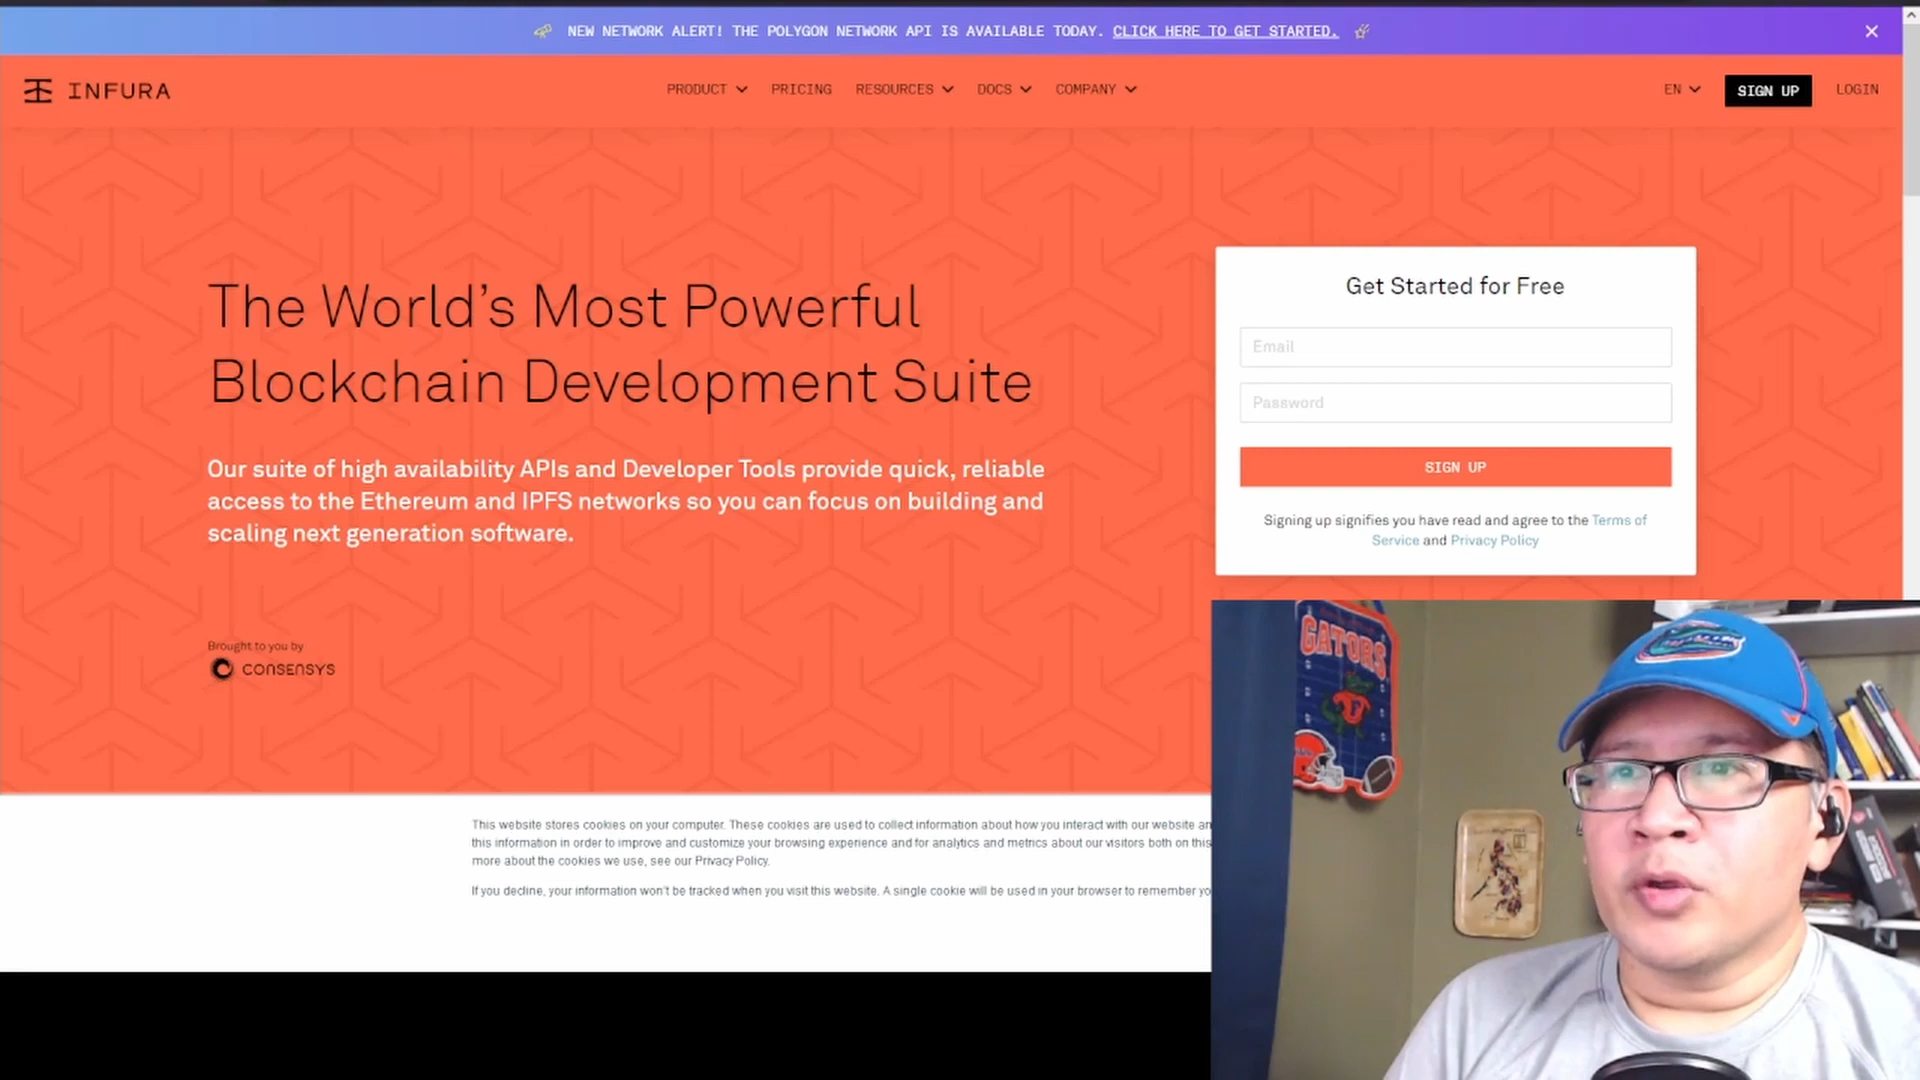 NEW NETWORK ALERT! THE POLYGON NETWORK API IS AVAILABLE TODAY. CLICK HERE TO GET STARTED.
INFURA
PRODUCT
PRICING
RESOURCES
DOCS
COMPANY
EN
SIGN UP
LOGIN
The World's Most Powerful
Blockchain Development Suite
Our suite of high availability APIs and Developer Tools provide quick, reliable
access to the Ethereum and IPFS networks so you can focus on building and
scaling next generation software.
Brought to you by
CONSENSYS
Get Started for Free
Email
Password
SIGN UP
Signing up signifies you have read and agree to the Terms of
Service and Privacy Policy
This website stores cookies on your computer. These cookies are used to collect information about how you interact with our website an
this information in order to improve and customize your browsing experience and for analytics and metrics about our visitors both on this
more about the cookies we use, see our Privacy Policy.
If you decline, your information won't be tracked when you visit this website. A single cookie will be used in your browser to remember yo
GATORS